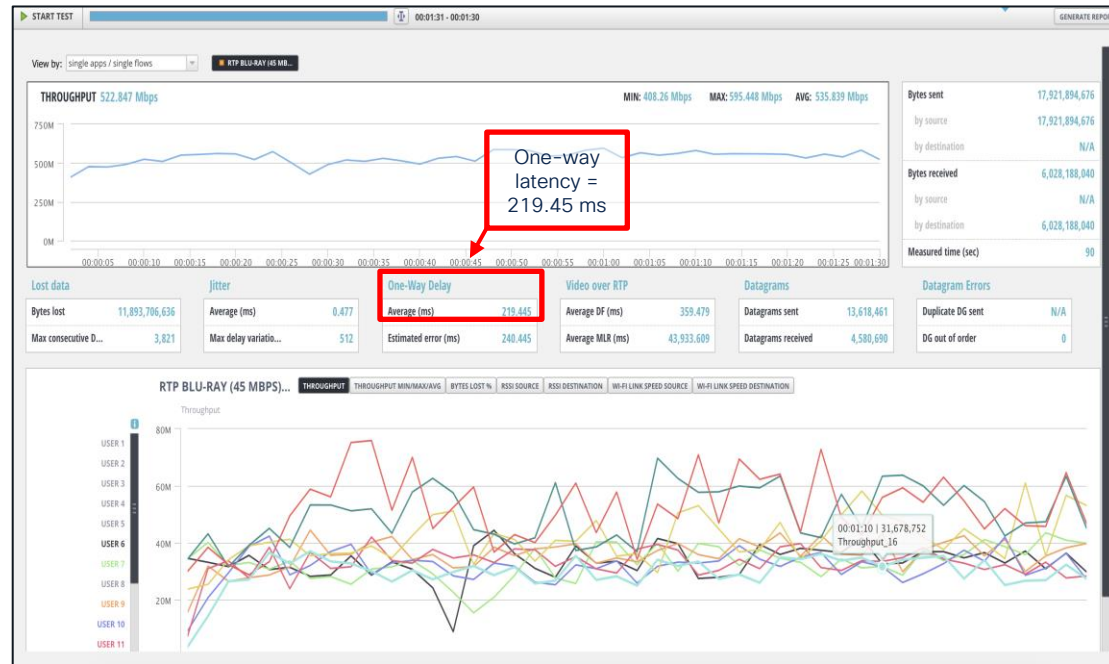 START TEST
00:01:31 - 00:01:30
GENERATE REPOR
View by:
single apps / single flows
RTP BLU-RAY (45 MB...
THROUGHPUT 522.847 Mbps
MIN: 408.26 Mbps MAX: 595.448 Mbps AVG: 535.839 Mbps
750M
500M
250M
0M
00:00:05 00:00:10 00:00:15 00:00:20 00:00:25 00:00:30 00:00:35 00:00:40 00:00:45 00:00:50 00:00:55 00:01:00 00:01:05 00:01:10 00:01:15 00:01:20 00:01:25 00:01:30
One-way
latency =
219.45 ms
Bytes sent 17,921,894,676
by source 17,921,894,676
by destination N/A
Bytes received 6,028,188,040
by source N/A
by destination 6,028,188,040
Measured time (sec) 90
Lost data
Bytes lost 11,893,706,636
Max consecutive D... 3,821
Jitter
Average (ms) 0.477
Max delay variatio... 512
One-Way Delay
Average (ms) 219.445
Estimated error (ms) 240.445
Video over RTP
Average DF (ms) 359.479
Average MLR (ms) 43,933.609
Datagrams
Datagrams sent 13,618,461
Datagrams received 4,580,690
Datagram Errors
Duplicate DG sent N/A
DG out of order 0
RTP BLU-RAY (45 MBPS)...
THROUGHPUT
THROUGHPUT MIN/MAX/AVG
BYTES LOST %
RSSI SOURCE
RSSI DESTINATION
WI-FI LINK SPEED SOURCE
WI-FI LINK SPEED DESTINATION
Throughput
80M
60M
40M
20M
USER 1
USER 2
USER 3
USER 4
USER 5
USER 6
USER 7
USER 8
USER 9
USER 10
USER 11
00:01:10 | 31,678,752
Throughput_16